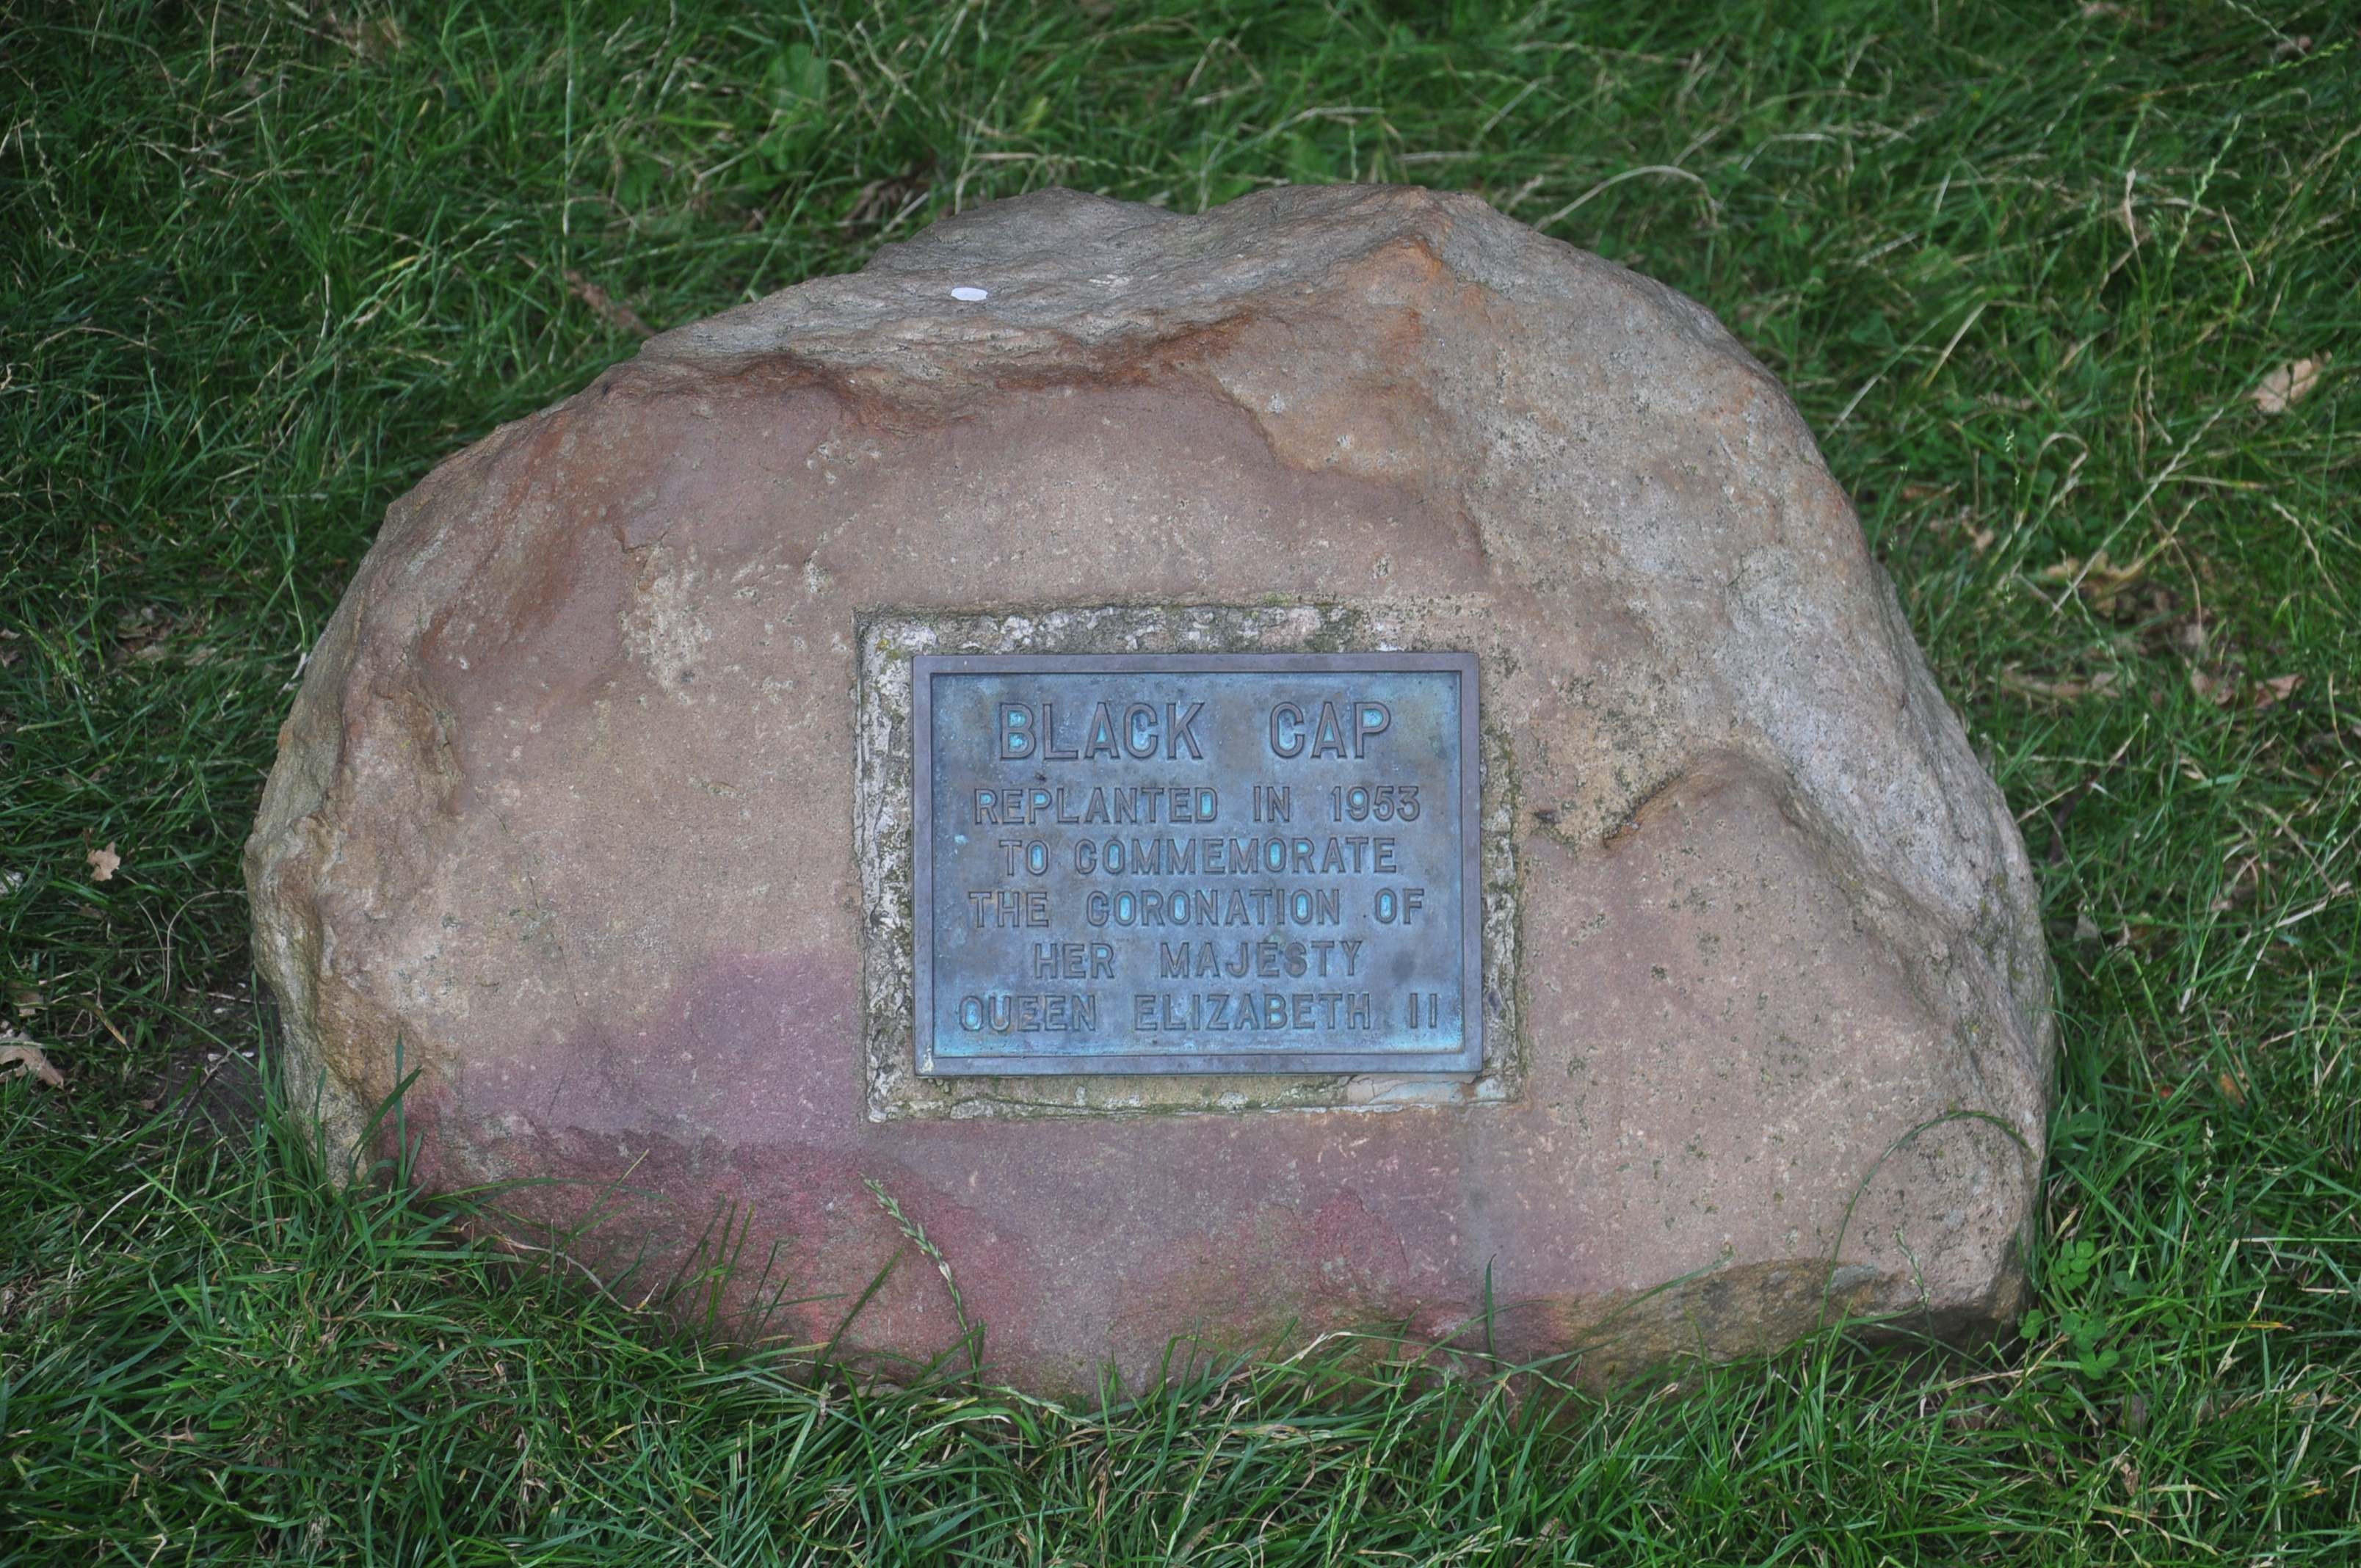 BLACK CAP
REPLANTED IN 1953
TO COMMEMORATE
THE CORONATION OF
HER MAJESTY
QUEEN ELIZABETH II